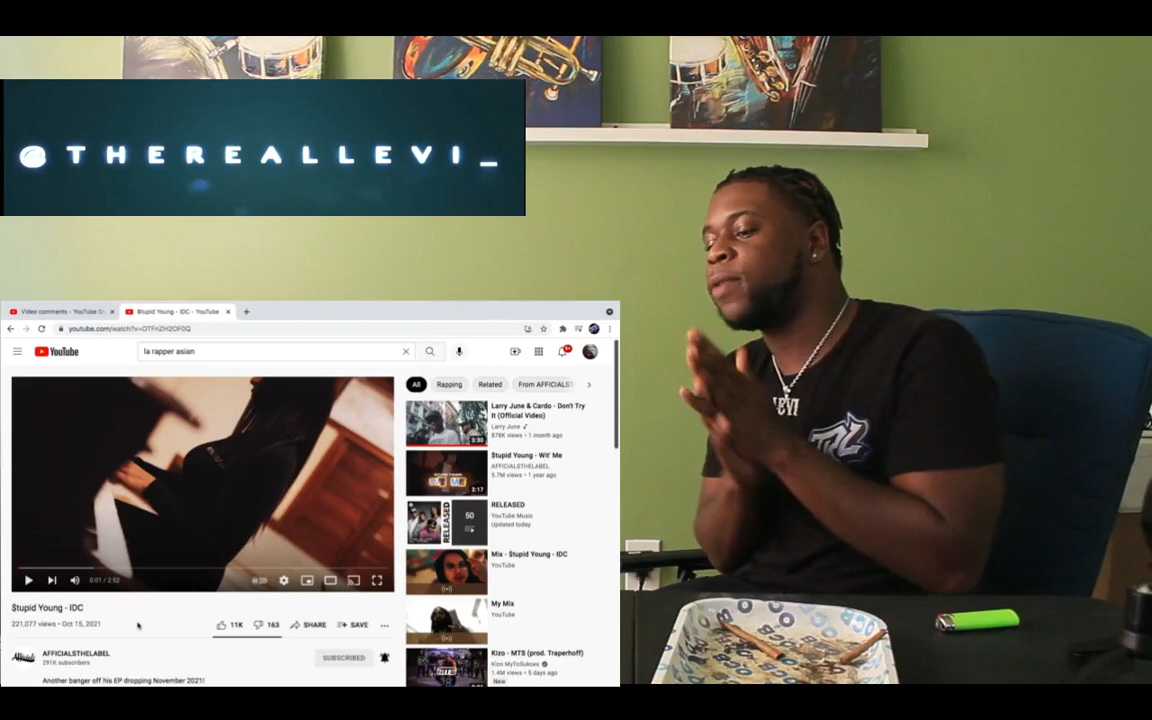 @THEREALLEVI_
Video comments - YouTube St
$tupid Young - IDC - YouTube
youtube.com/watch?v=OTFnZH2OF0Q
YouTube
la rapper asian
9+
All
Rapping
Related
From AFFICIALST
Larry June & Cardo - Don't Try
It (Official Video)
Larry June
878K views • 1 month ago
3:30
$tupid Young - Wit' Me
AFFICIALSTHELABEL
5.7M views • 1 year ago
3:17
RELEASED
YouTube Music
Updated today
RELEASED
50
Mix - $tupid Young - IDC
YouTube
My Mix
YouTube
Kizo - MTS (prod. Traperhoff)
Kizo MyToSukces
1.4M views • 5 days ago
New
0:01 / 2:52
$tupid Young - IDC
221,077 views • Oct 15, 2021
11K
163
SHARE
SAVE
AFFICIALSTHELABEL
291K subscribers
SUBSCRIBED
Another banger off his EP dropping November 2021!
LEVI
OCB